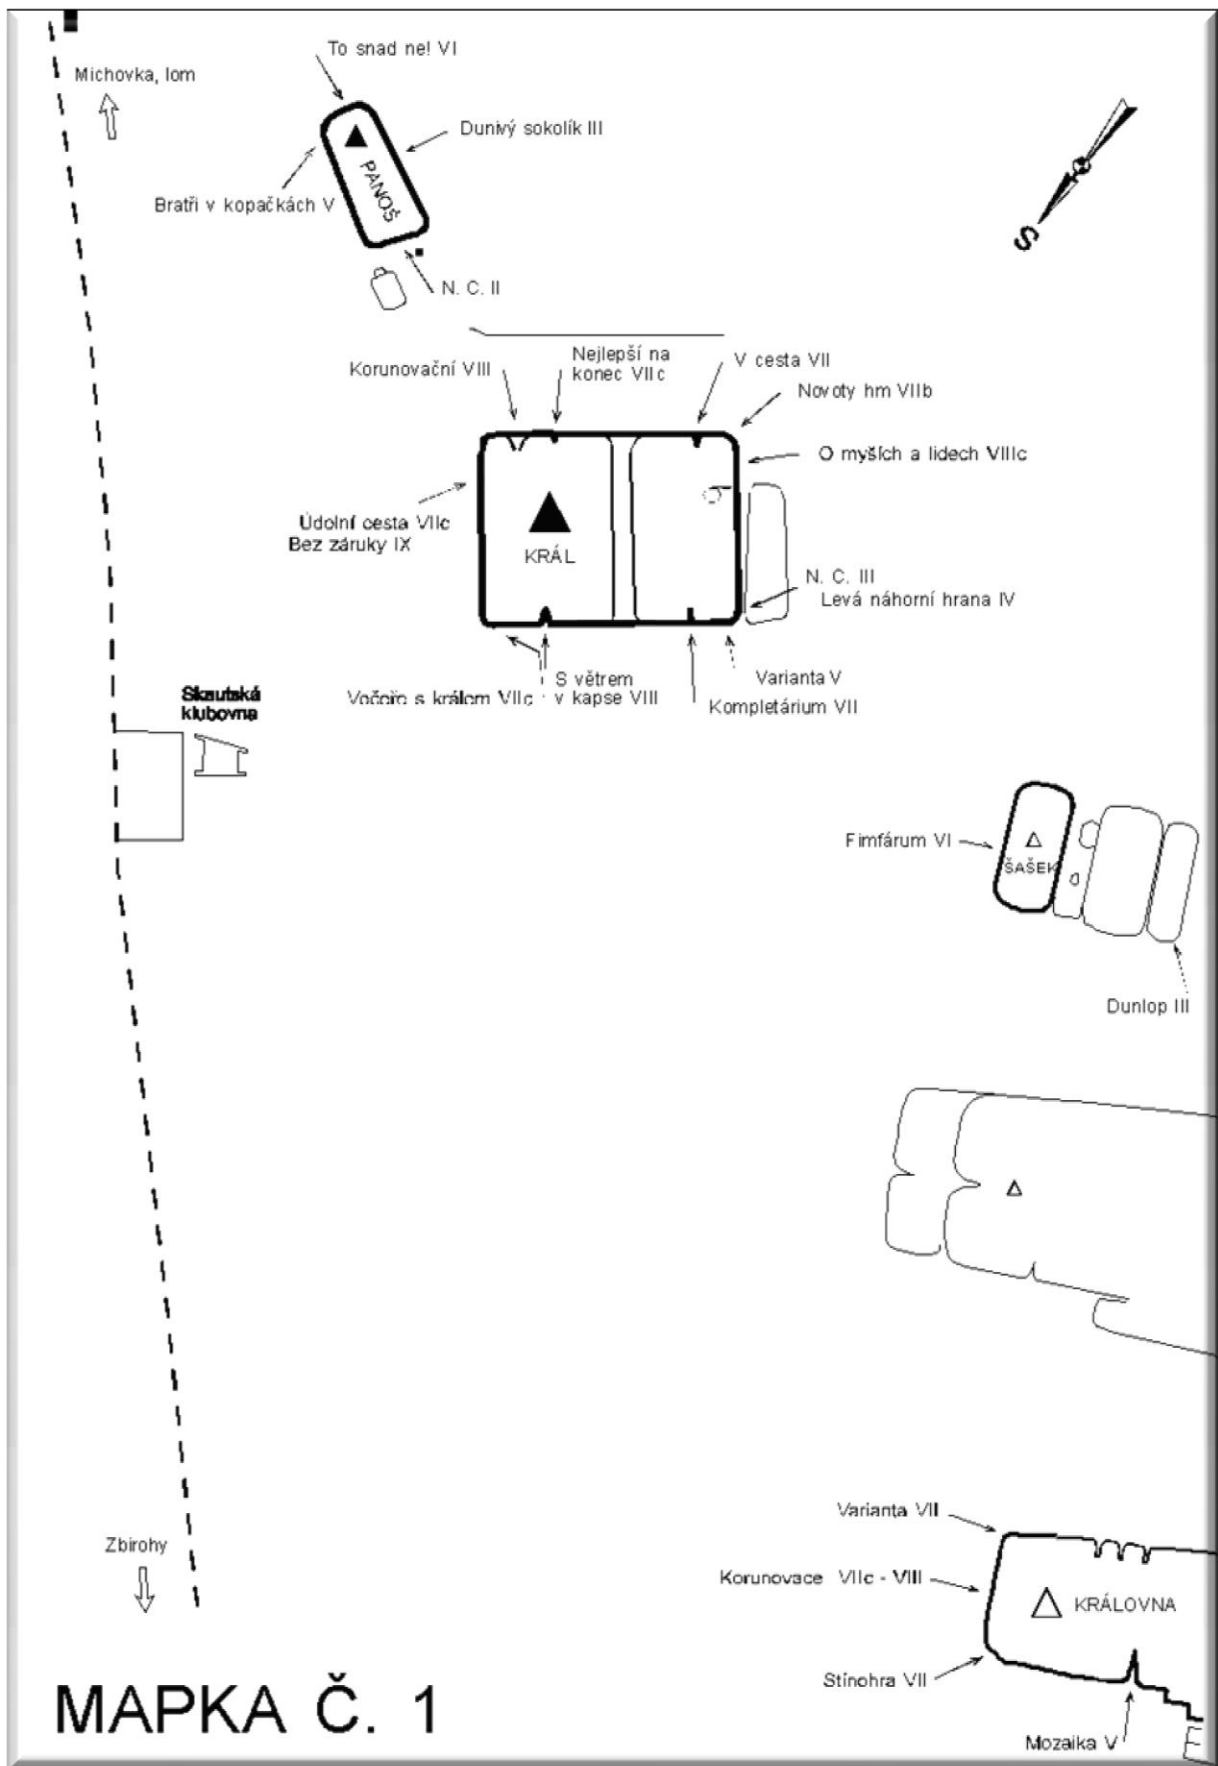 To snad ne! VI
Michovka, lom
Dunivý sokolík III
PANOŠ
Bratři v kopačkách V
S
N. C. II
Korunovační VIII
Nejlepší na
konec VIIc
V cesta VII
Novoty hm VIIb
O myších a lidech VIIIc
Údolní cesta VIIc
Bez záruky IX
KRÁL
N. C. III
Levá náhorní hrana IV
S větrem
v kapse VIII
Večeře s králem VIIc
Varianta V
Kompletárium VII
Skautská
klubovna
Fimfárum VI
ŠAŠEK
Dunlop III
Varianta VII
Zbirohy
Korunovace VIIc - VIII
KRÁLOVNA
Stínohra VII
MAPKA Č. 1
Mozaika V